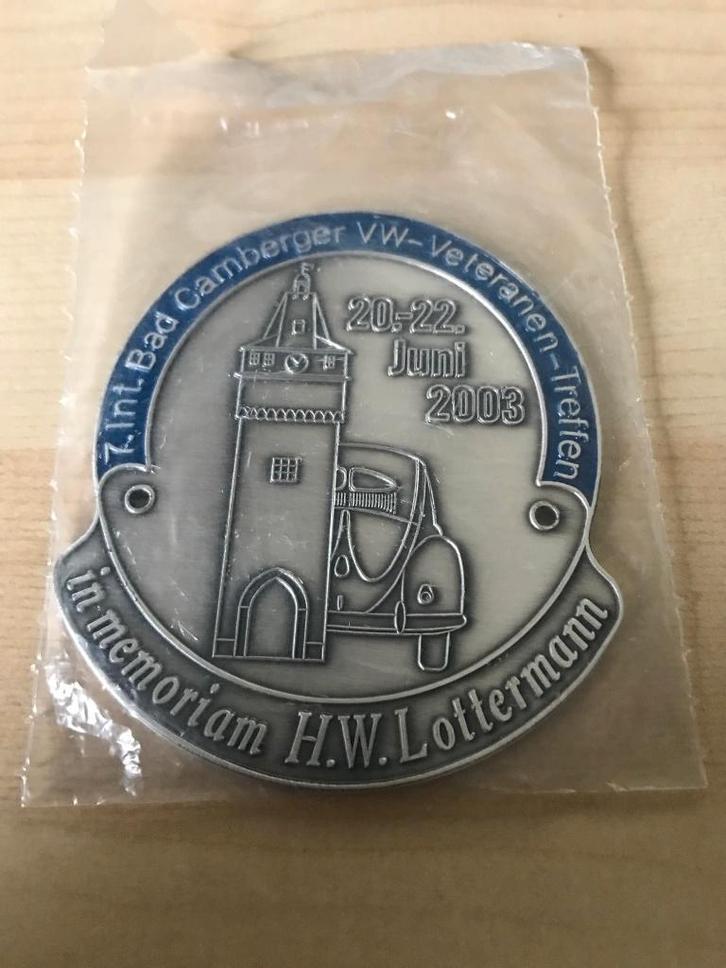 7. Int. Bad Camberger VW-Veteranen-Treffen
20.-22.
Juni
2003
in memoriam H.W. Lottermann